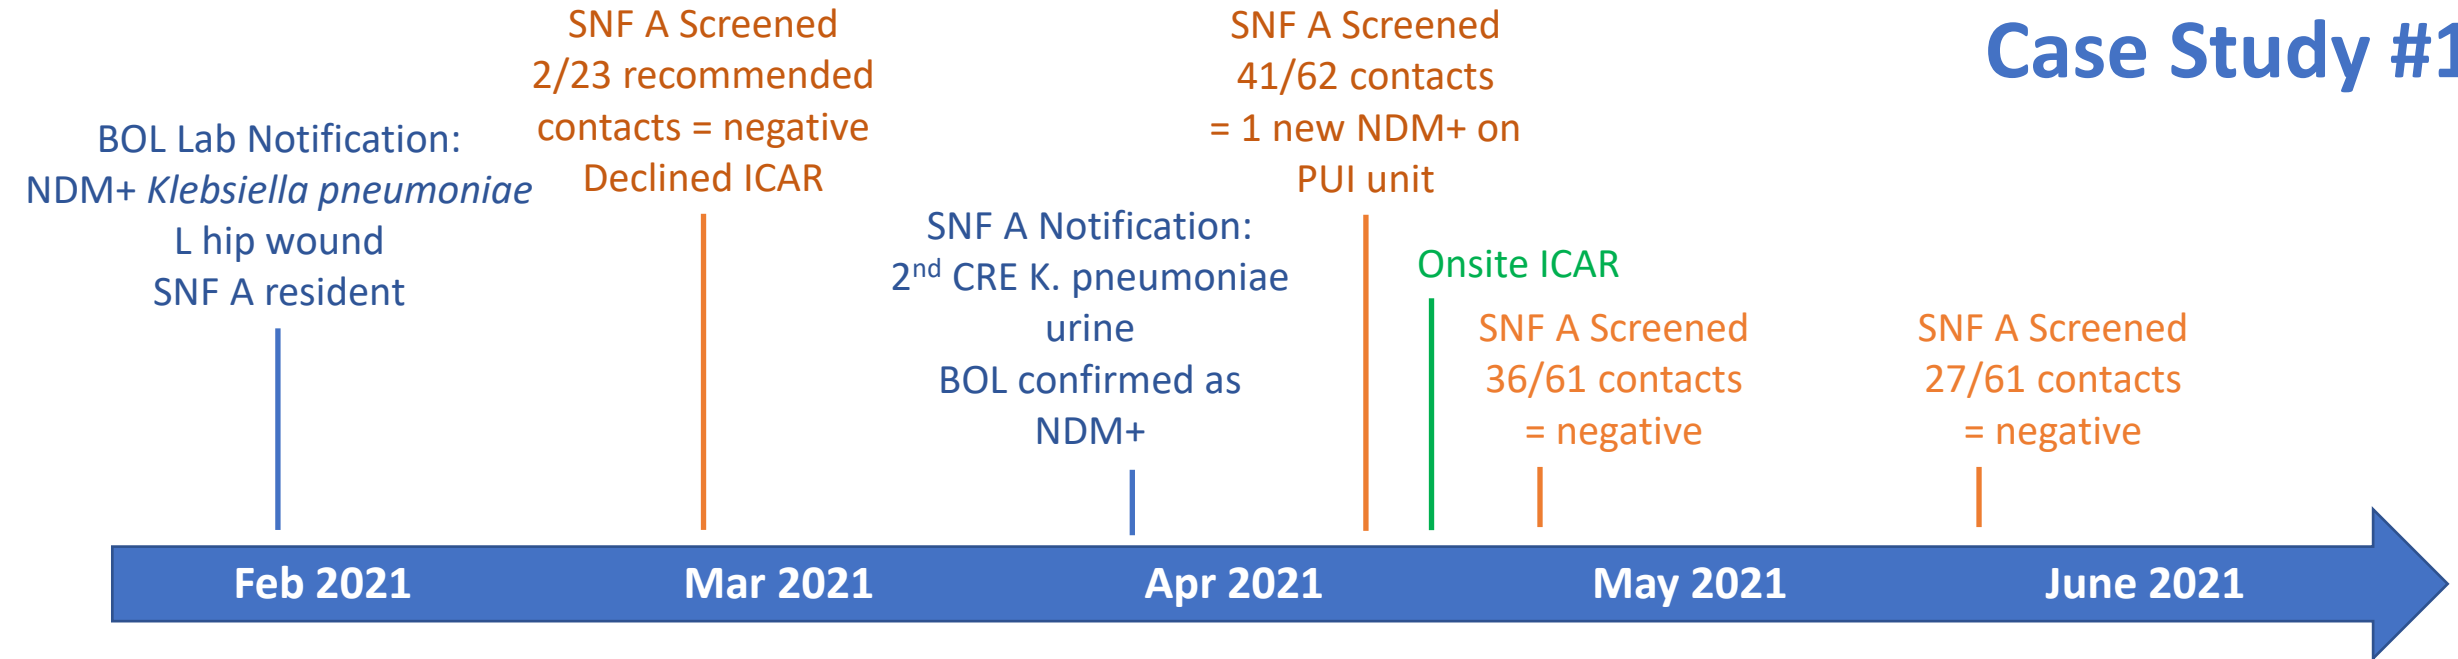 Case Study #1
BOL Lab Notification:
NDM+ Klebsiella pneumoniae
L hip wound
SNF A resident
SNF A Screened
2/23 recommended
contacts = negative
Declined ICAR
SNF A Notification:
2nd CRE K. pneumoniae
urine
BOL confirmed as
NDM+
SNF A Screened
41/62 contacts
= 1 new NDM+ on
PUI unit
Onsite ICAR
SNF A Screened
36/61 contacts
= negative
SNF A Screened
27/61 contacts
= negative
Feb 2021
Mar 2021
Apr 2021
May 2021
June 2021